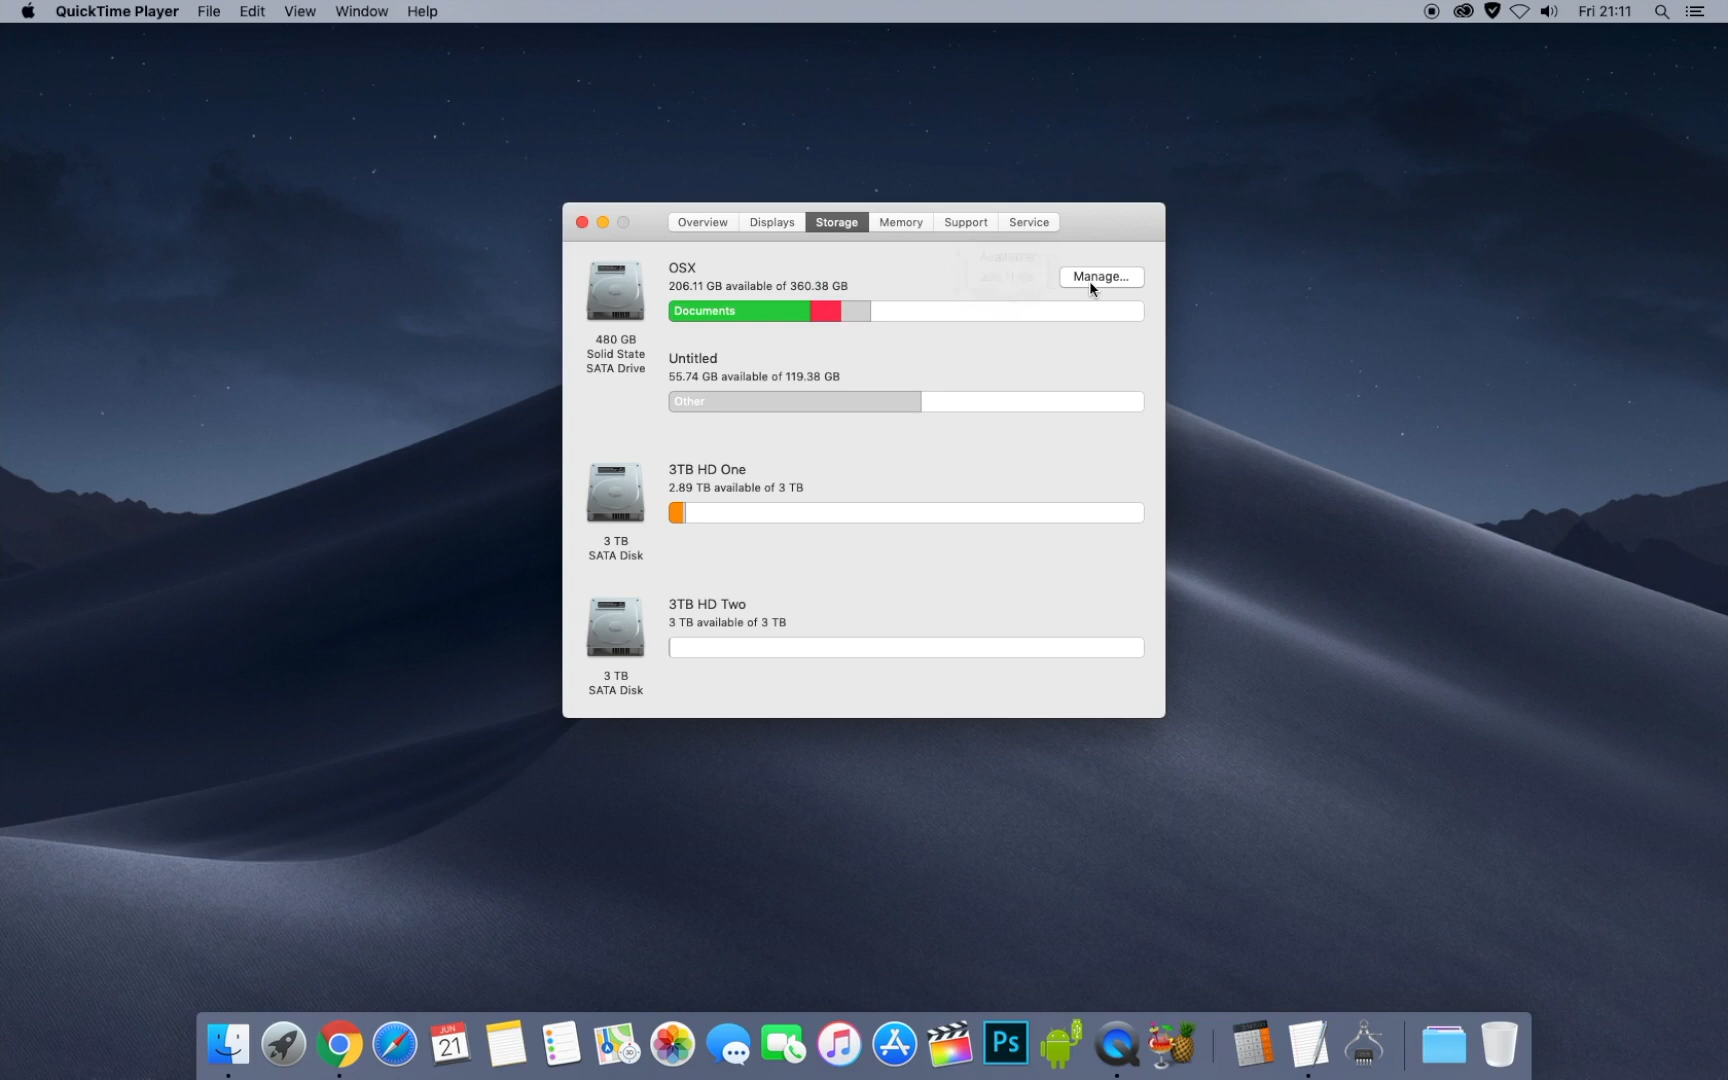 QuickTime Player File Edit View Window Help Fri 21:11
Overview Displays Storage Memory Support Service
OSX
206.11 GB available of 360.38 GB
Manage...
Documents
480 GB
Solid State
SATA Drive
Untitled
55.74 GB available of 119.38 GB
Other
3TB HD One
2.89 TB available of 3 TB
3 TB
SATA Disk
3TB HD Two
3 TB available of 3 TB
3 TB
SATA Disk
JUN
21
Ps